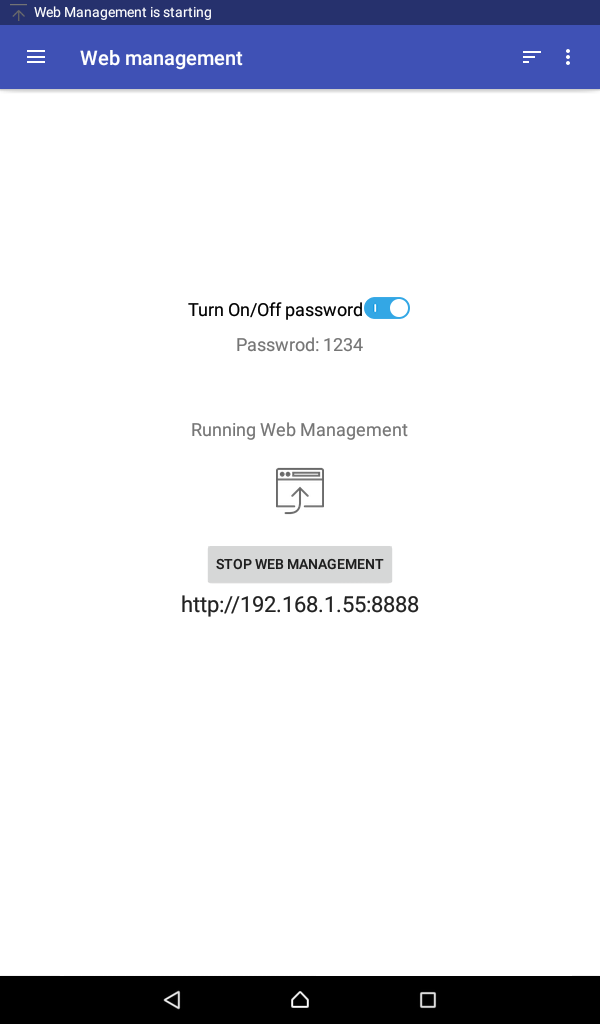 Web Management is starting
Web management
Turn On/Off password
Passwrod: 1234
Running Web Management
STOP WEB MANAGEMENT
http://192.168.1.55:8888